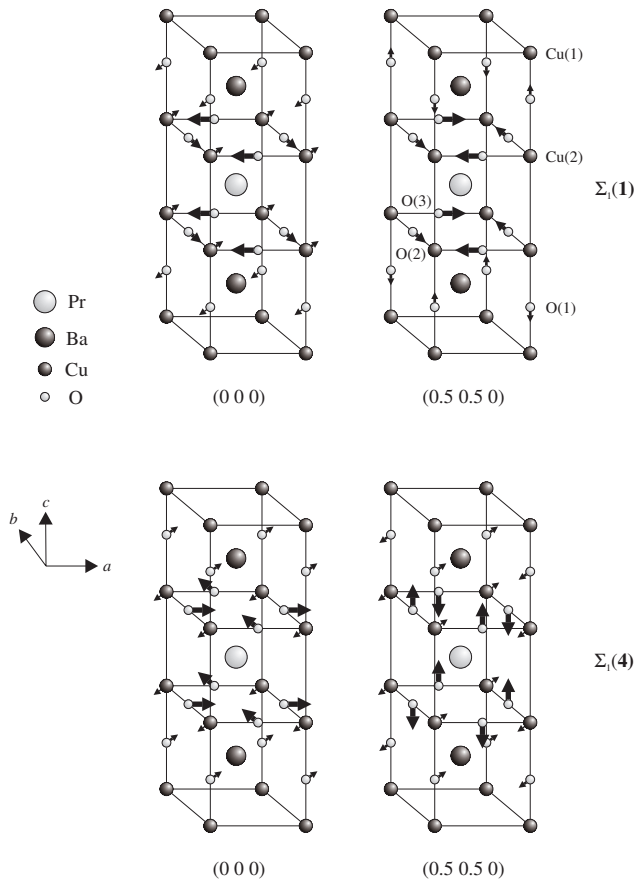 Cu(1)
Cu(2)
Σ₁(1)
O(3)
O(2)
O(1)
Pr
Ba
Cu
O
(0 0 0)
(0.5 0.5 0)
c
b
a
Σ₁(4)
(0 0 0)
(0.5 0.5 0)